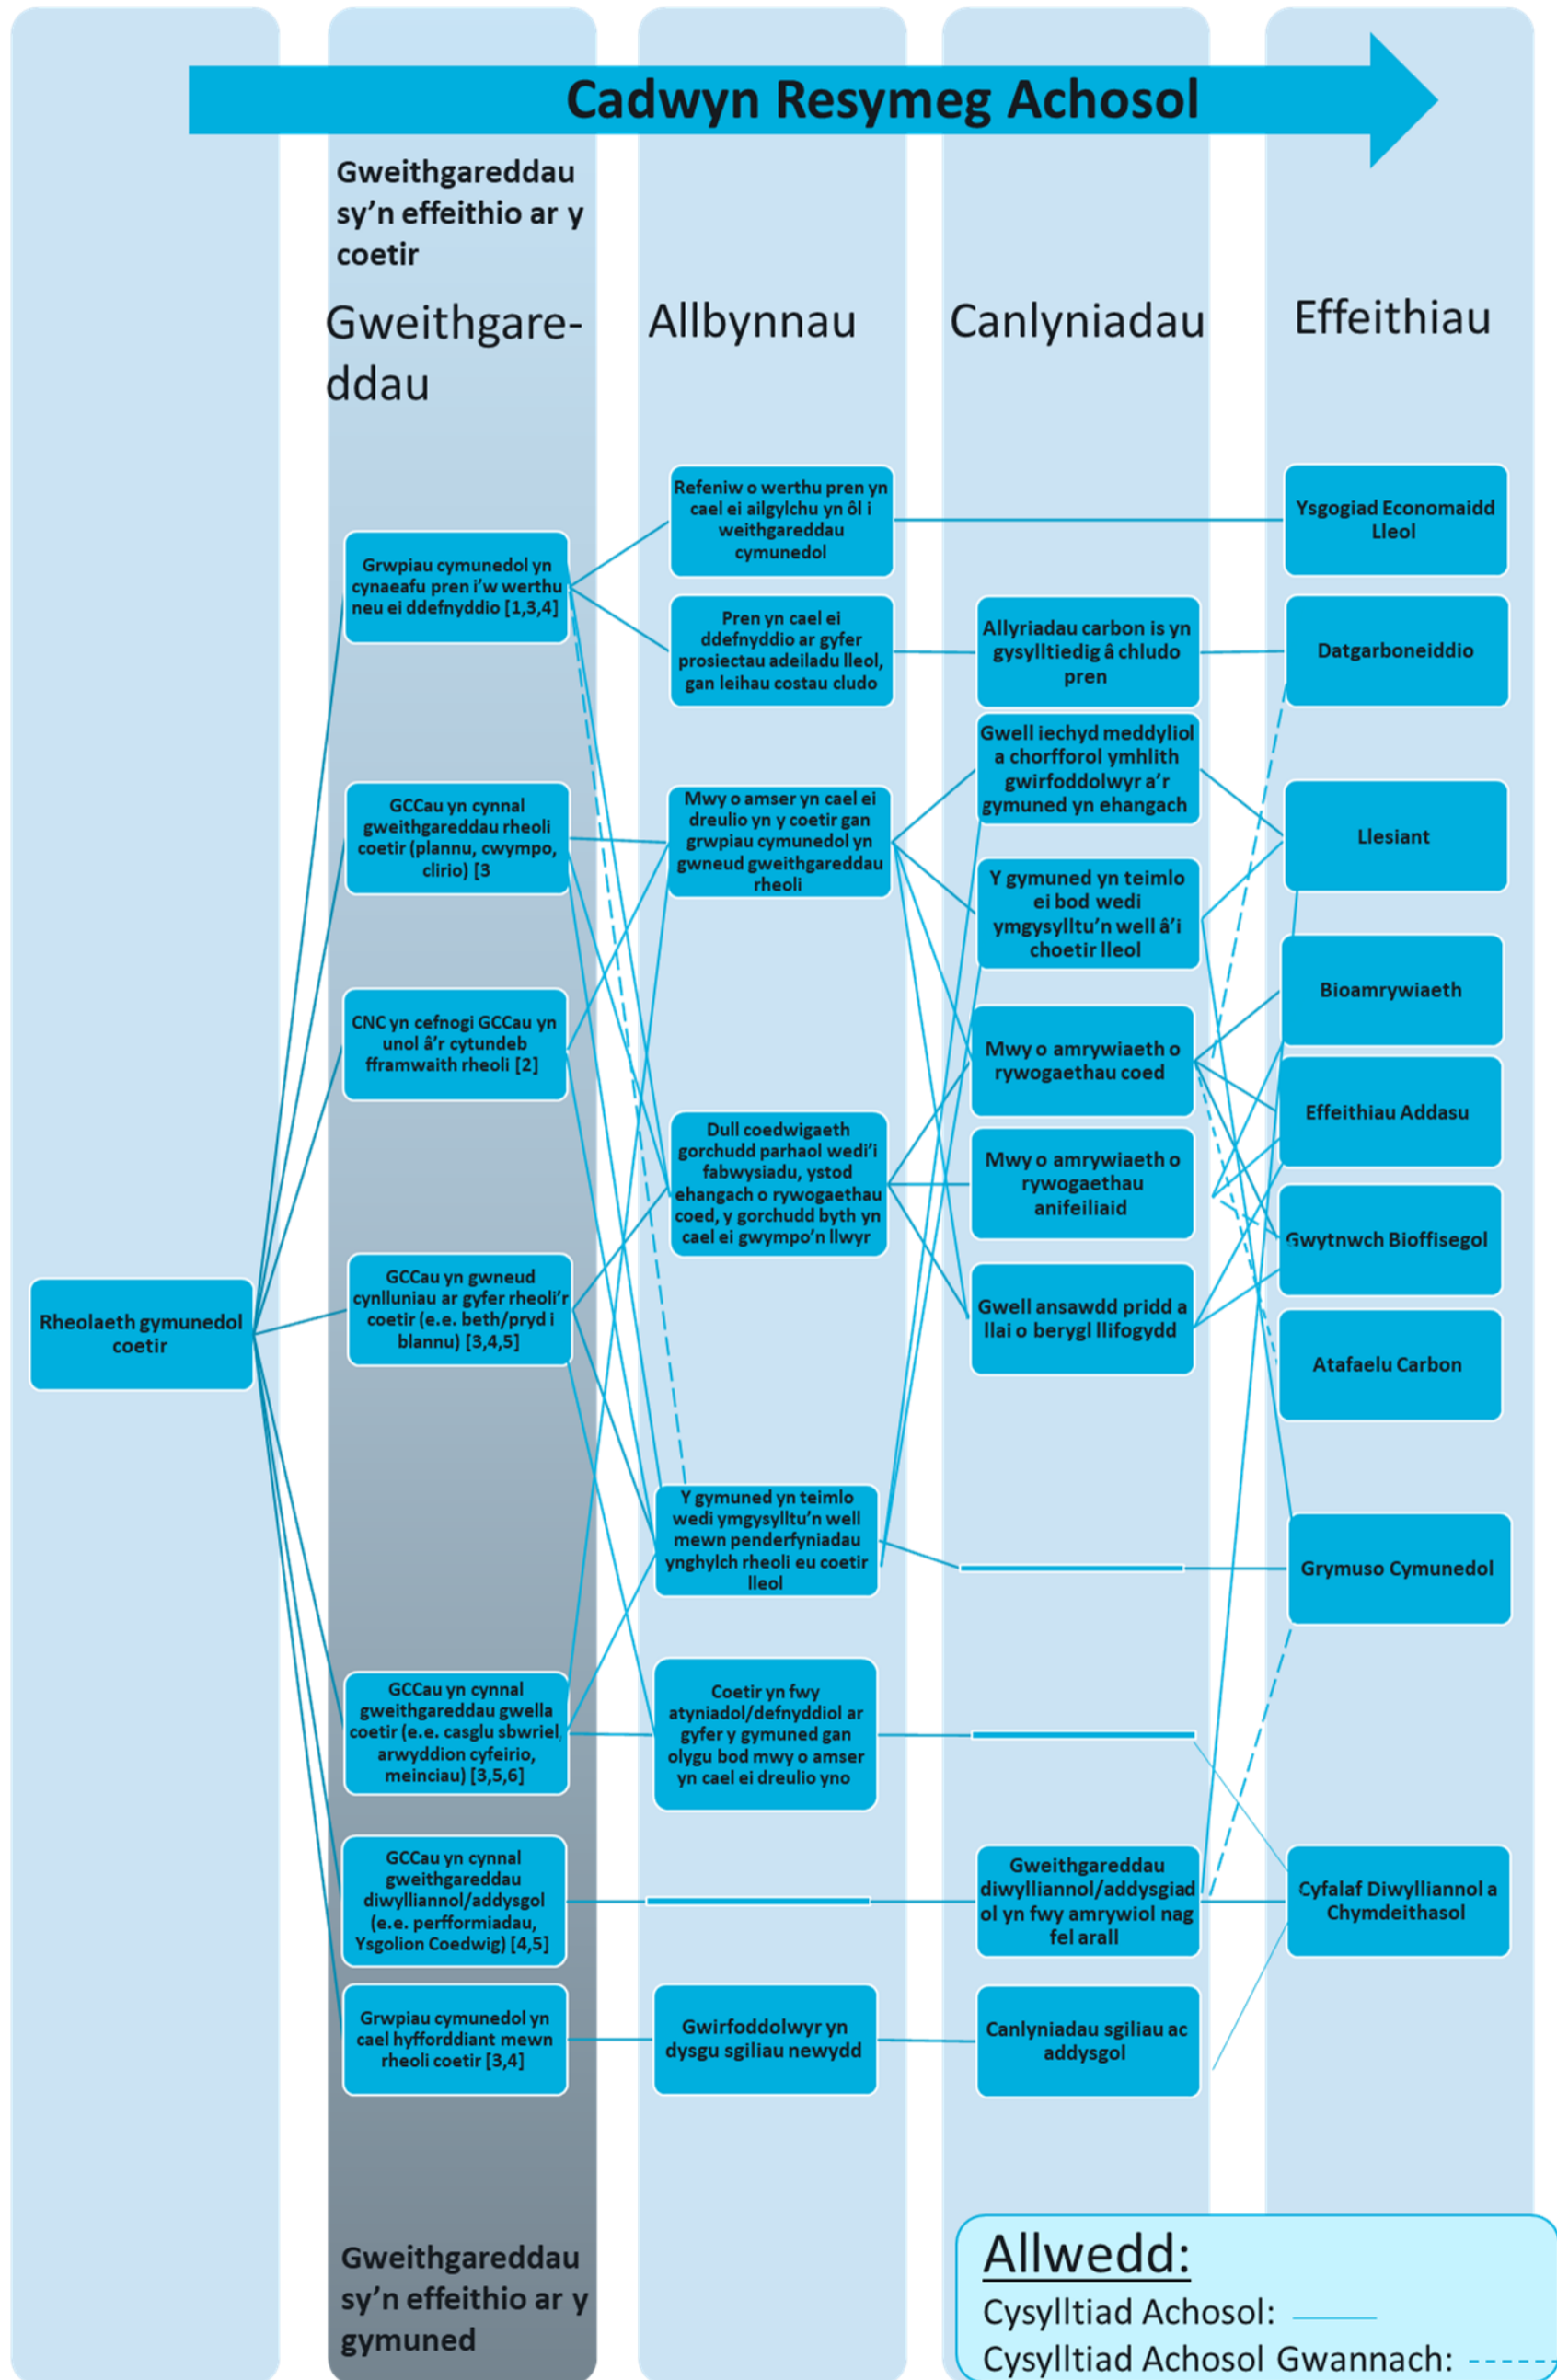 Cadwyn Resymeg Achosol
Gweithgareddau
sy'n effeithio ar y
coetir
Gweithgare-
ddau
Allbynnau
Canlyniadau
Effeithiau
Rheolaeth gymunedol
coetir
Grwpiau cymunedol yn
cynaeafu pren i'w werthu
neu ei ddefnyddio [1,3,4]
GCCau yn cynnal
gweithgareddau rheoli
coetir (plannu, cwympo,
clirio) [3
CNC yn cefnogi GCCau yn
unol â'r cytundeb
fframwaith rheoli [2]
GCCau yn gwneud
cynlluniau ar gyfer rheoli'r
coetir (e.e. beth/pryd i
blannu) [3,4,5]
GCCau yn cynnal
gweithgareddau gwella
coetir (e.e. casglu sbwriel,
arwyddion cyfeirio,
meinciau) [3,5,6]
GCCau yn cynnal
gweithgareddau
diwylliannol/addysgol
(e.e. perfformiadau,
Ysgolion Coedwig) [4,5]
Grwpiau cymunedol yn
cael hyfforddiant mewn
rheoli coetir [3,4]
Gweithgareddau
sy'n effeithio ar y
gymuned
Refeniw o werthu pren yn
cael ei ailgylchu yn ôl i
weithgareddau
cymunedol
Pren yn cael ei
ddefnyddio ar gyfer
prosiectau adeiladu lleol,
gan leihau costau cludo
Mwy o amser yn cael ei
dreulio yn y coetir gan
grwpiau cymunedol yn
gwneud gweithgareddau
rheoli
Dull coedwigaeth
gorchudd parhaol wedi'i
fabwysiadu, ystod
ehangach o rywogaethau
coed, y gorchudd byth yn
cael ei gwympo'n llwyr
Y gymuned yn teimlo
wedi ymgysylltu'n well
mewn penderfyniadau
ynghylch rheoli eu coetir
lleol
Coetir yn fwy
atyniadol/defnyddiol ar
gyfer y gymuned gan
olygu bod mwy o amser
yn cael ei dreulio yno
Gwirfoddolwyr yn
dysgu sgiliau newydd
Allyriadau carbon is yn
gysylltiedig â chludo
pren
Gwell iechyd meddyliol
a chorfforol ymhlith
gwirfoddolwyr a'r
gymuned yn ehangach
Y gymuned yn teimlo
ei bod wedi
ymgysylltu'n well â'i
choetir lleol
Mwy o amrywiaeth o
rywogaethau coed
Mwy o amrywiaeth o
rywogaethau
anifeiliaid
Gwell ansawdd pridd a
llai o berygl llifogydd
Gweithgareddau
diwylliannol/addysgiad
ol yn fwy amrywiol nag
fel arall
Canlyniadau sgiliau ac
addysgol
Ysgogiad Economaidd
Lleol
Datgarboneiddio
Llesiant
Bioamrywiaeth
Effeithiau Addasu
Gwytnwch Bioffisegol
Atafaelu Carbon
Grymuso Cymunedol
Cyfalaf Diwylliannol a
Chymdeithasol
Allwedd:
Cysylltiad Achosol:
Cysylltiad Achosol Gwannach: